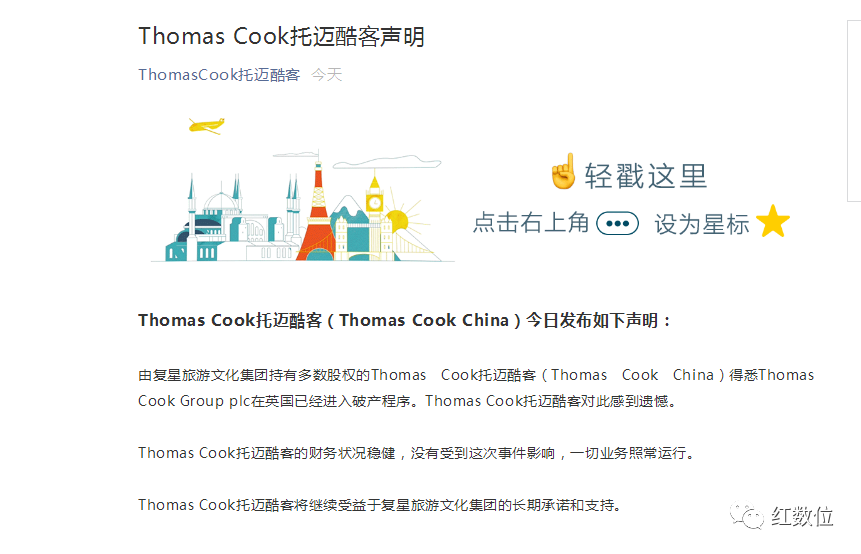 Thomas Cook托迈酷客声明
ThomasCook托迈酷客 今天
轻戳这里
点击右上角 设为星标
Thomas Cook托迈酷客（Thomas Cook China）今日发布如下声明：
由复星旅游文化集团持有多数股权的Thomas Cook托迈酷客（Thomas Cook China）得悉Thomas
Cook Group plc在英国已经进入破产程序。Thomas Cook托迈酷客对此感到遗憾。
Thomas Cook托迈酷客的财务状况稳健，没有受到这次事件影响，一切业务照常运行。
Thomas Cook托迈酷客将继续受益于复星旅游文化集团的长期承诺和支持。
红数位